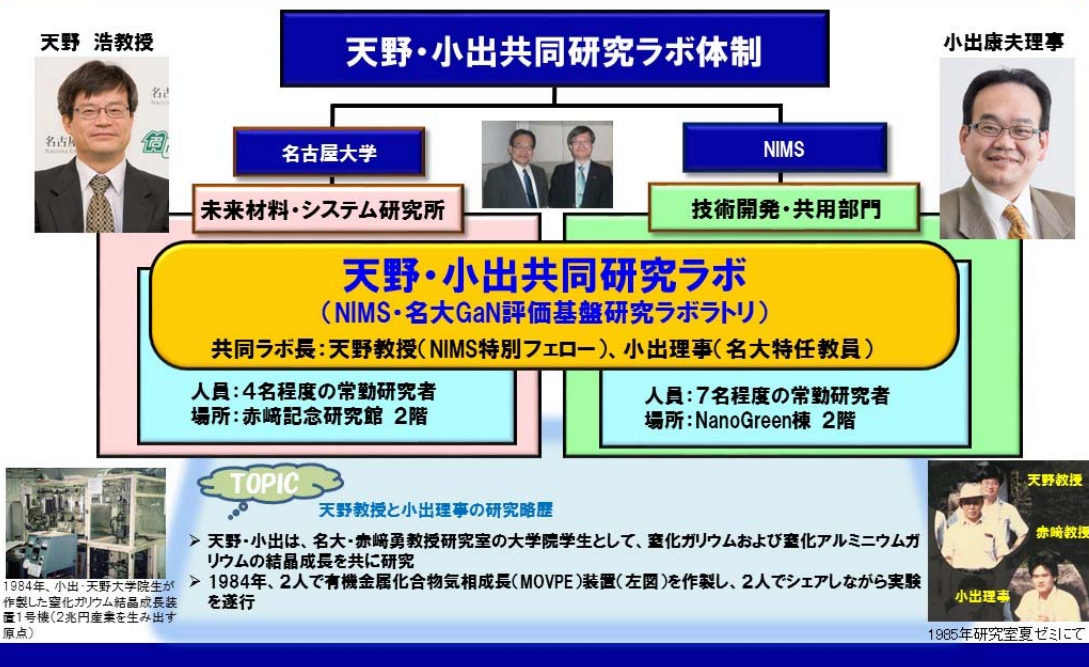 天野 浩教授
天野・小出共同研究ラボ体制
小出康夫理事
名古屋大学
NIMS
未来材料・システム研究所
技術開発・共用部門
天野・小出共同研究ラボ
(NIMS・名大GaN評価基盤研究ラボラトリ)
共同ラボ長:天野教授(NIMS特別フェロー)、小出理事(名大特任教員)
人員:4名程度の常勤研究者
場所:赤﨑記念研究館 2階
人員:7名程度の常勤研究者
場所:NanoGreen棟 2階
TOPIC
天野教授と小出理事の研究略歴
➢ 天野・小出は、名大・赤﨑勇教授研究室の大学院学生として、窒化ガリウムおよび窒化アルミニウムガ
リウムの結晶成長を共に研究
➢ 1984年、2人で有機金属化合物気相成長(MOVPE)装置(左図)を作製し、2人でシェアしながら実験
を遂行
1984年、小出・天野大学院生が
作製した窒化ガリウム結晶成長装
置1号機(2兆円産業を生み出す
原点)
天野教授
赤﨑教授
小出理事
1985年研究室夏ゼミにて